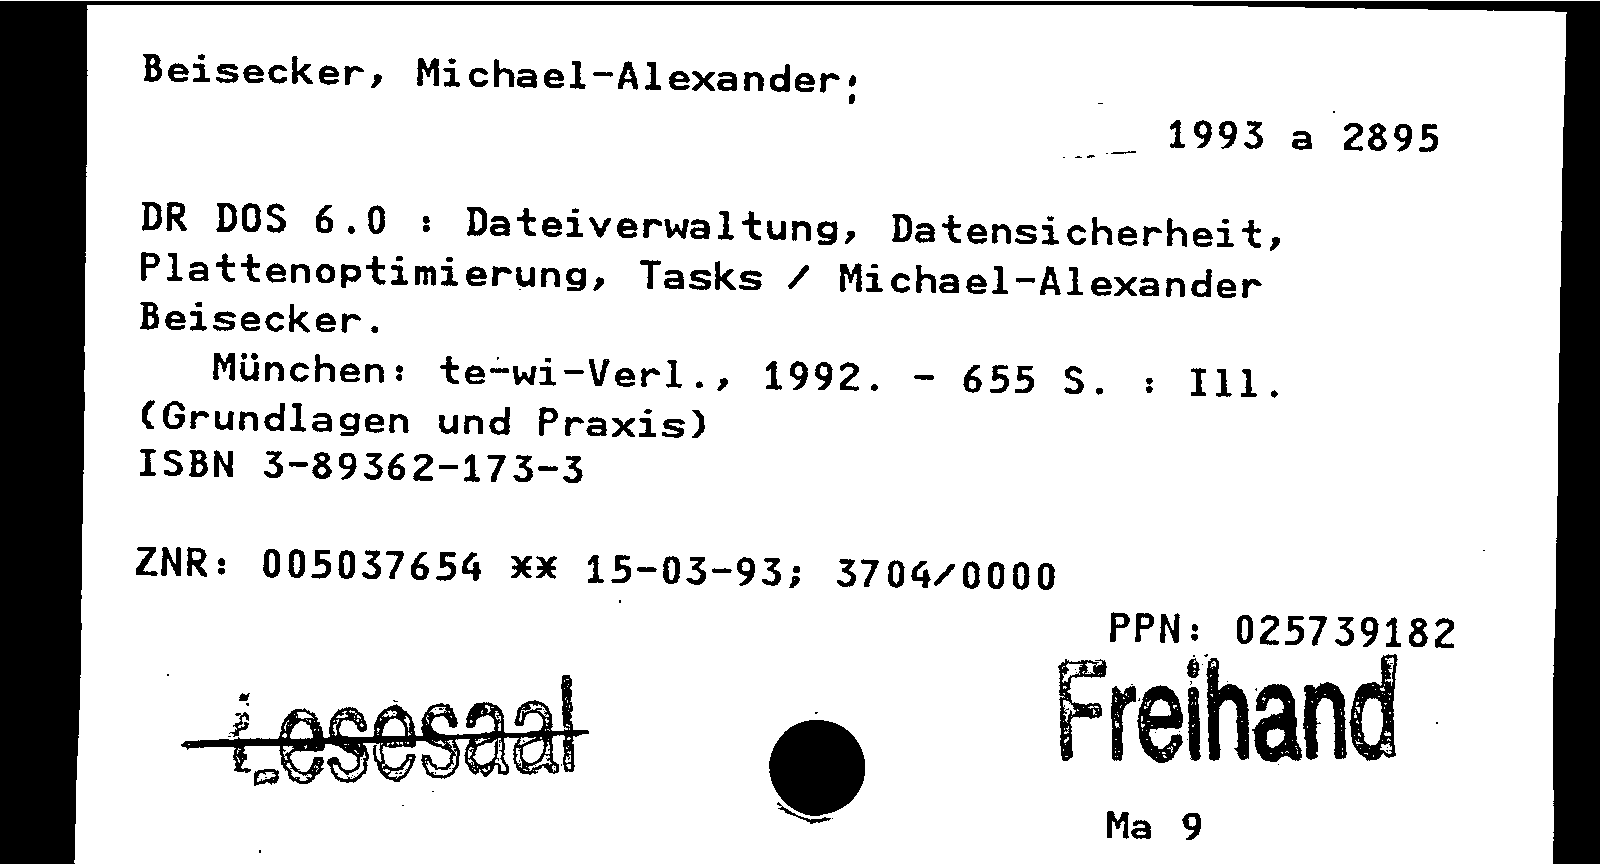 Beisecker, Michael-Alexander;
1993 a 2895
DR DOS 6.0 : Dateiverwaltung, Datensicherheit,
Plattenoptimierung, Tasks / Michael-Alexander
Beisecker.
München: te-wi-Verl., 1992. - 655 S. : Ill.
(Grundlagen und Praxis)
ISBN 3-89362-173-3
ZNR: 005037654 ** 15-03-93; 3704/0000
PPN: 025739182
Lesesaal
Freihand
Ma 9